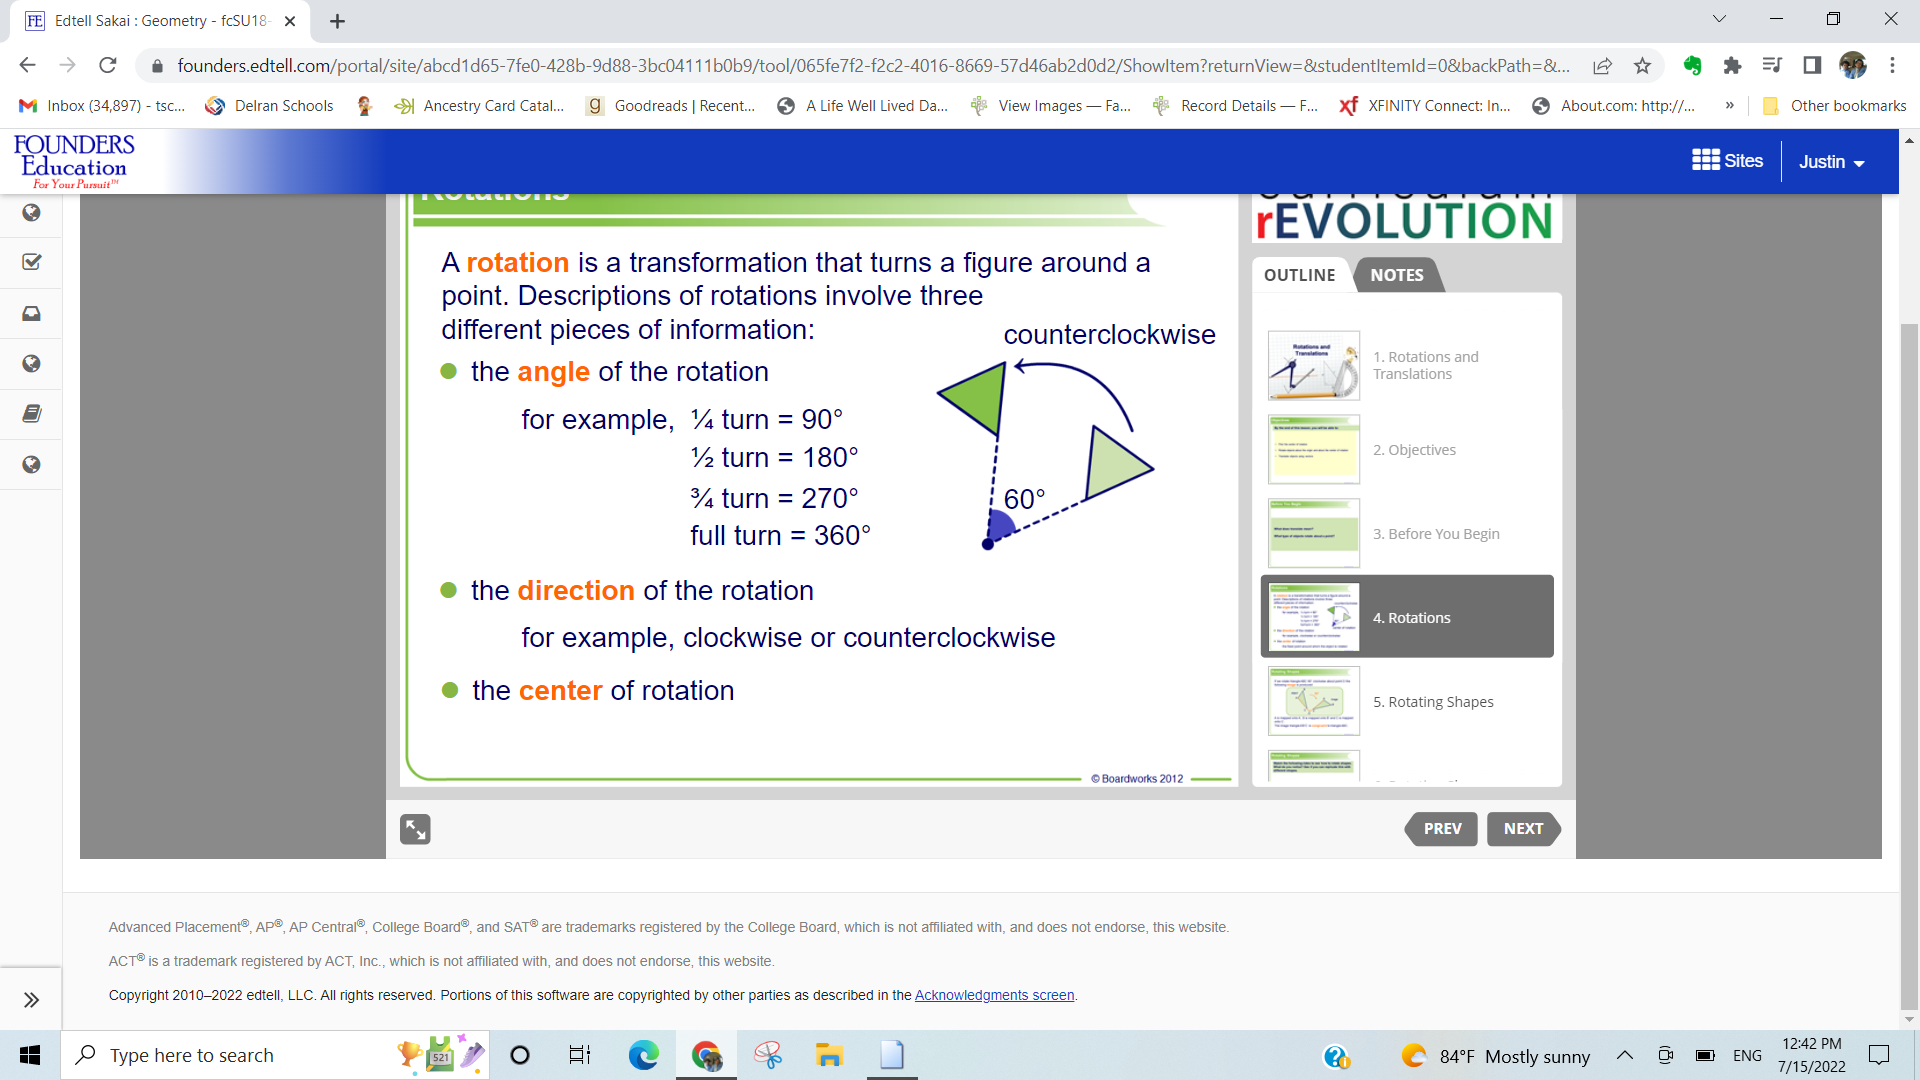 Edtell Sakai : Geometry - fcSU18-
founders.edtell.com/portal/site/abcd1d65-7fe0-428b-9d88-3bc04111b0b9/tool/065fe7f2-f2c2-4016-8669-57d46ab2d0d2/ShowItem?returnView=&studentItemId=0&backPath=&...
Inbox (34,897) - tsc... Delran Schools Ancestry Card Catal... Goodreads | Recent... A Life Well Lived Da... View Images — Fa... Record Details — F... XFINITY Connect: In... About.com: http://... » Other bookmarks
FOUNDERS
Education
For Your Pursuit™
Sites Justin
Rotations
rEVOLUTION
A rotation is a transformation that turns a figure around a
point. Descriptions of rotations involve three
different pieces of information:
counterclockwise
the angle of the rotation
for example, ¼ turn = 90°
½ turn = 180°
¾ turn = 270°
full turn = 360°
60°
the direction of the rotation
for example, clockwise or counterclockwise
the center of rotation
© Boardworks 2012
OUTLINE NOTES
Rotations and
Translations
1. Rotations and
Translations
2. Objectives
3. Before You Begin
4. Rotations
5. Rotating Shapes
PREV NEXT
Advanced Placement®, AP®, AP Central®, College Board®, and SAT® are trademarks registered by the College Board, which is not affiliated with, and does not endorse, this website.
ACT® is a trademark registered by ACT, Inc., which is not affiliated with, and does not endorse, this website.
Copyright 2010–2022 edtell, LLC. All rights reserved. Portions of this software are copyrighted by other parties as described in the Acknowledgments screen.
Type here to search
521
84°F Mostly sunny
ENG
12:42 PM
7/15/2022